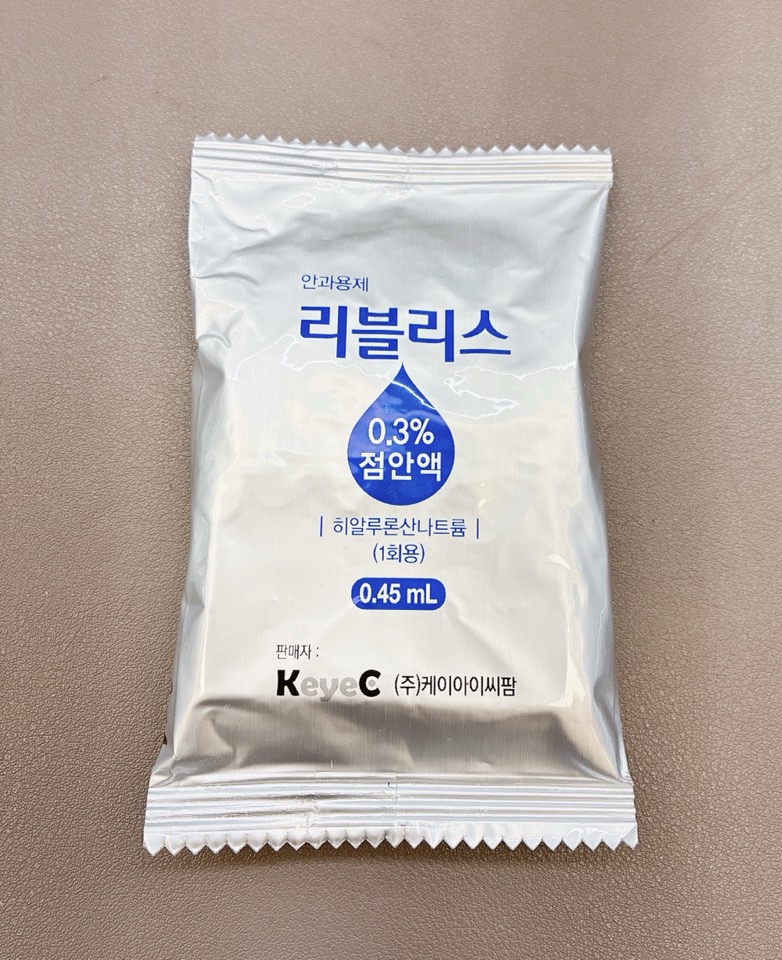 안과용제
리블리스
0.3%
점안액
| 히알루론산나트륨 |
(1회용)
0.45 mL
판매자 :
KeyeC (주)케이아이씨팜